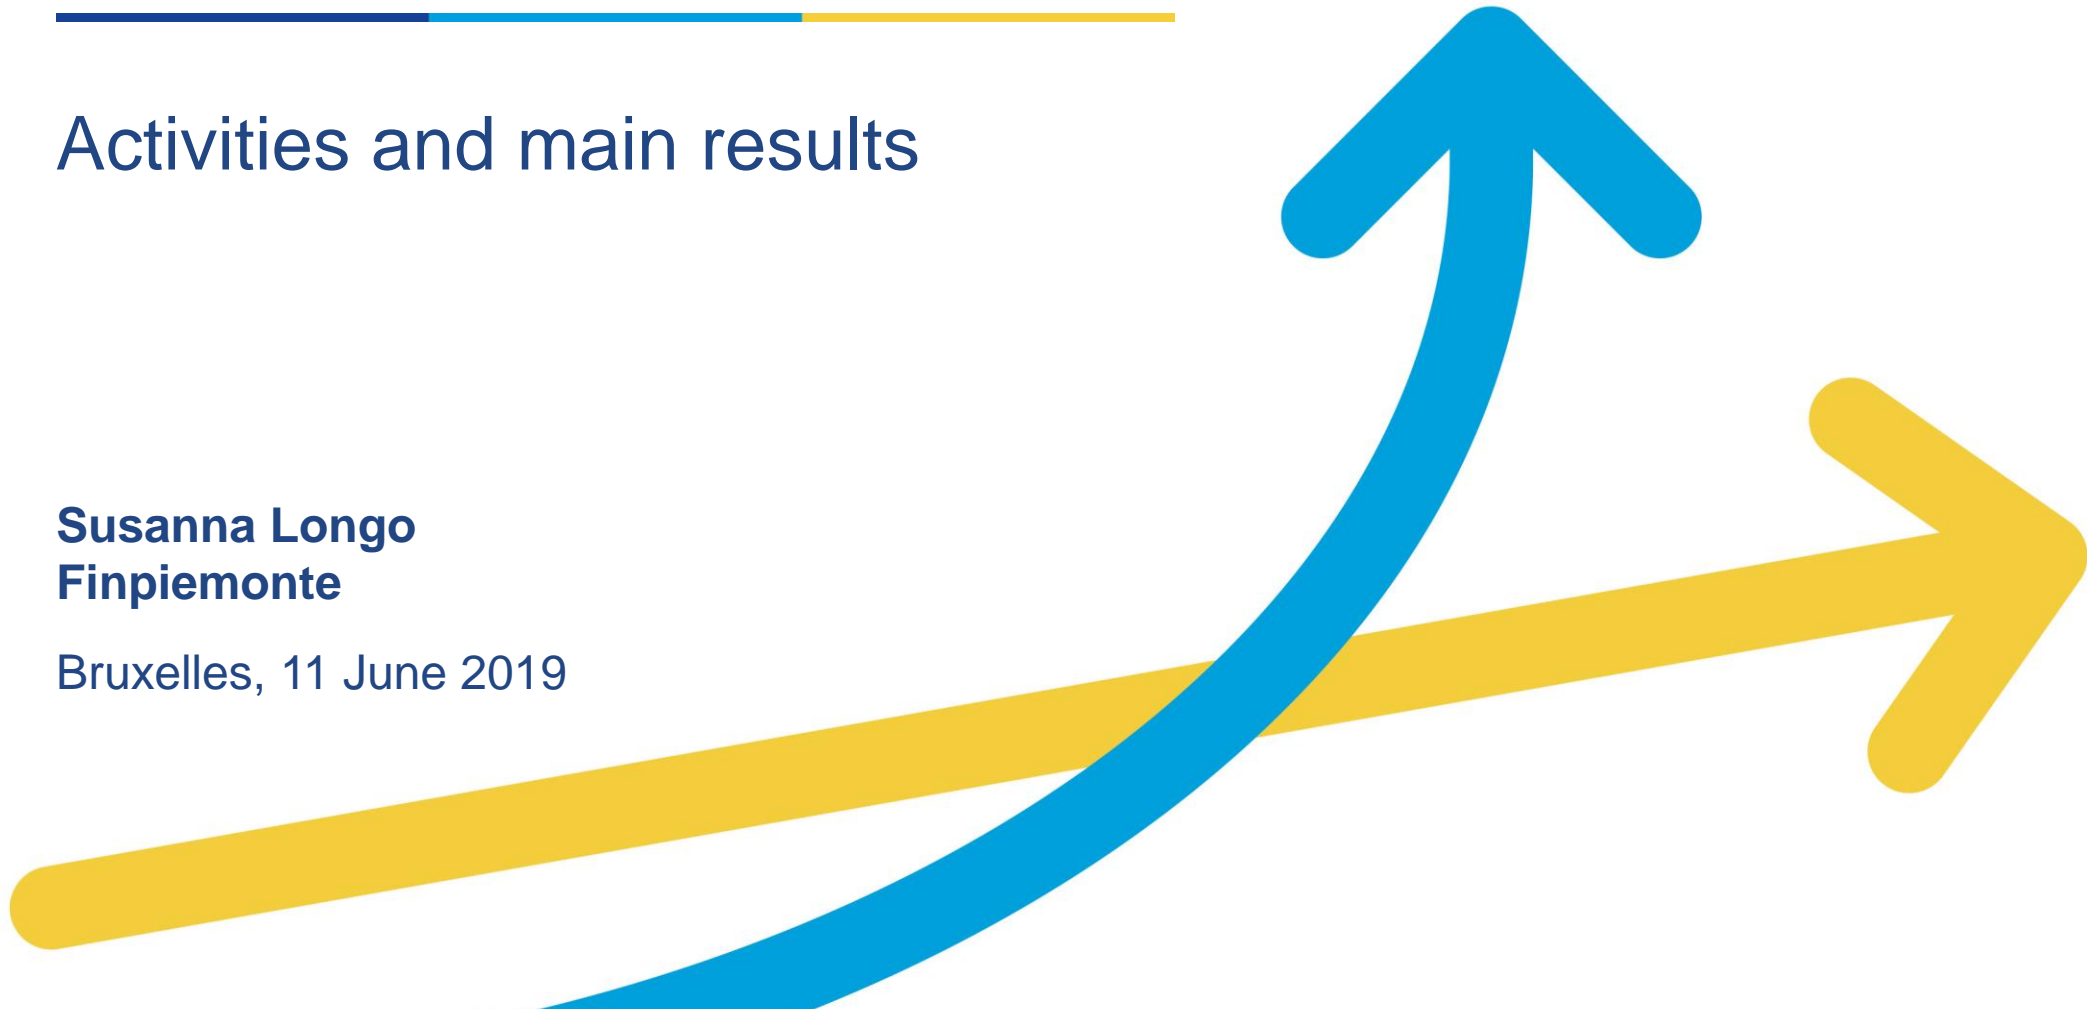 Activities and main results
Susanna Longo
Finpiemonte
Bruxelles, 11 June 2019